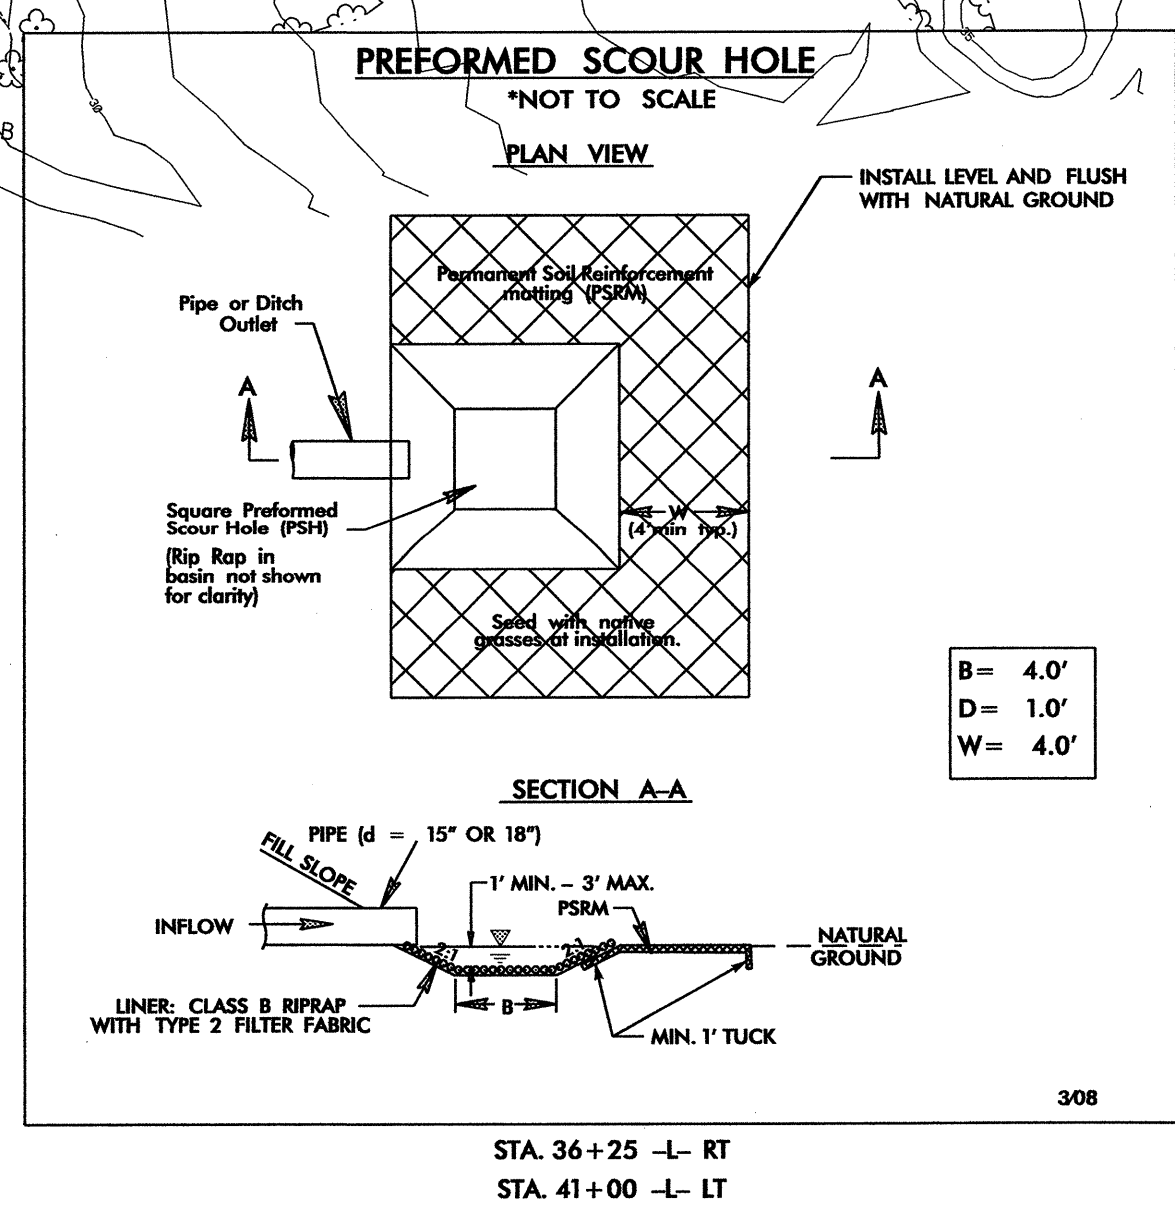 30
35
B
PREFORMED SCOUR HOLE
*NOT TO SCALE
PLAN VIEW
INSTALL LEVEL AND FLUSH
WITH NATURAL GROUND
Permanent Soil Reinforcement
matting (PSRM)
Pipe or Ditch
Outlet
A
A
Square Preformed
Scour Hole (PSH)
(Rip Rap in
basin not shown
for clarity)
W
(4' min typ.)
Seed with native
grasses at installation.
B= 4.0'
D= 1.0'
W= 4.0'
SECTION A-A
PIPE (d = 15" OR 18")
FILL SLOPE
1' MIN. - 3' MAX.
PSRM
INFLOW
2:1
2:1
NATURAL
GROUND
B
LINER: CLASS B RIPRAP
WITH TYPE 2 FILTER FABRIC
MIN. 1' TUCK
3/08
STA. 36+25 -L- RT
STA. 41+00 -L- LT